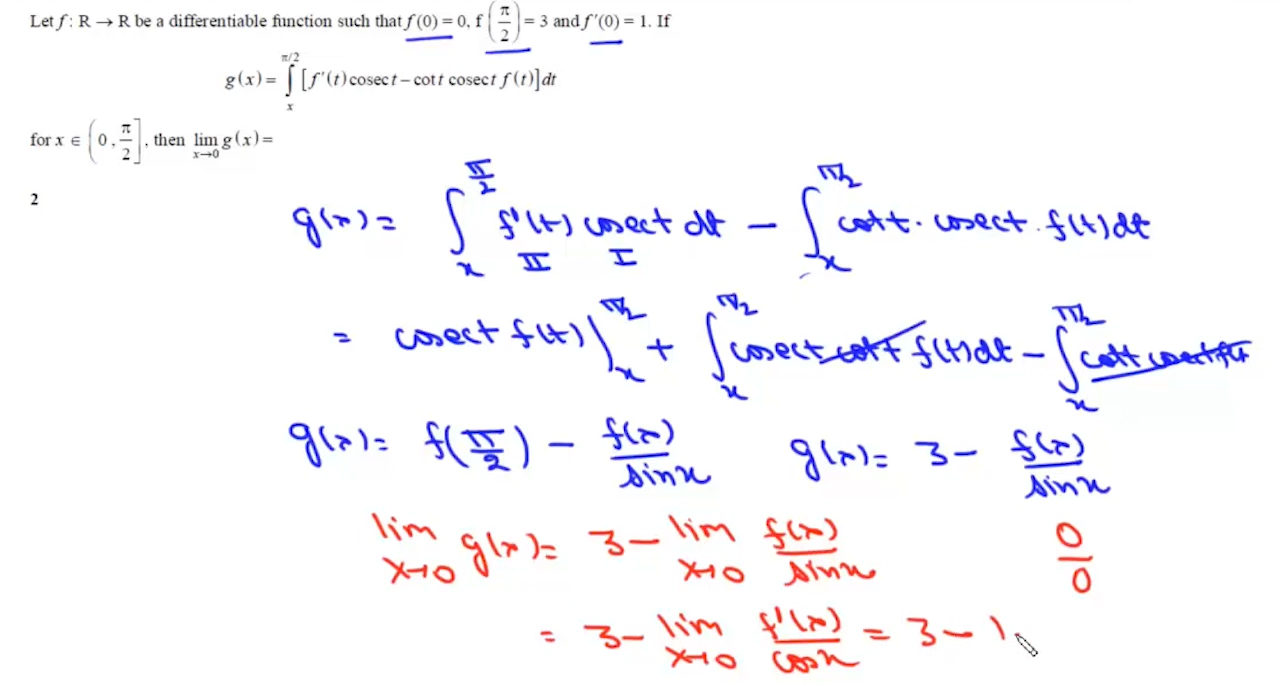 Let f : R → R be a differentiable function such that f (0) = 0, f (π/2) = 3 and f ′(0) = 1. If
g(x) = ∫_x^{π/2} [f ′(t) cosec t – cot t cosec t f (t)] dt
for x ∈ (0, π/2], then lim_{x→0} g(x) =
2
g(x) = ∫_x^{π/2} f'(t) cosect dt − ∫_x^{π/2} cott . cosect . f(t) dt
II I
= cosect f(t) |_x^{π/2} + ∫_x^{π/2} cosect cott f(t) dt − ∫_x^{π/2} cott cosect f(t)
g(x) = f(π/2) − f(x)/sinx g(x) = 3 − f(x)/sinx
lim_{x→0} g(x) = 3 − lim_{x→0} f(x)/sinx 0/0
= 3 − lim_{x→0} f'(x)/cosx = 3 − 1